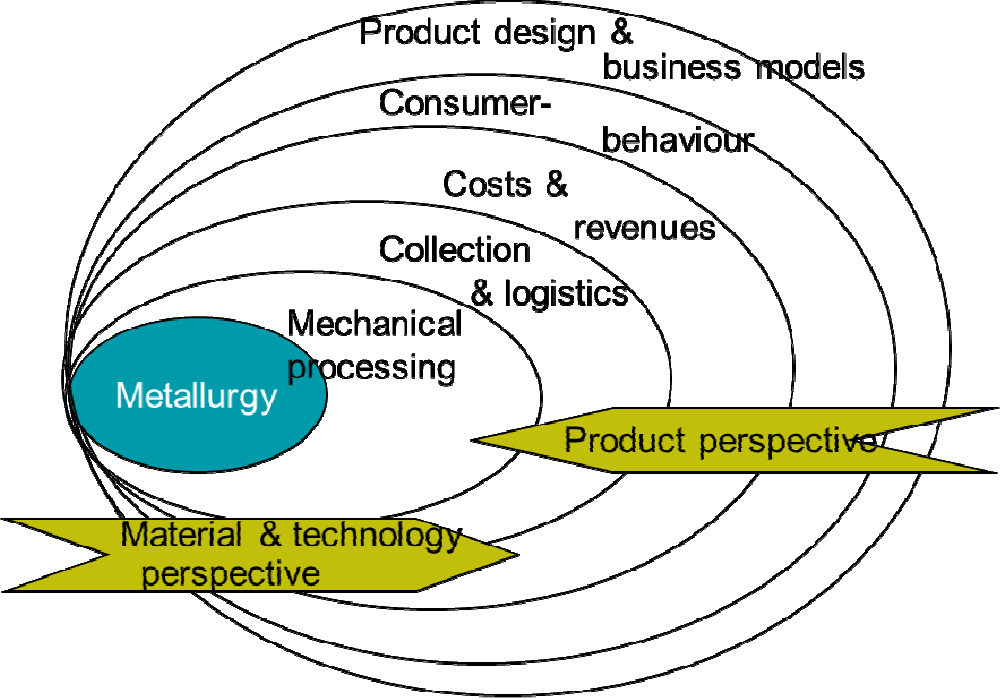 Product design &
business models
Consumer-
behaviour
Costs &
revenues
Collection
& logistics
Mechanical
processing
Metallurgy
Product perspective
Material & technology
perspective